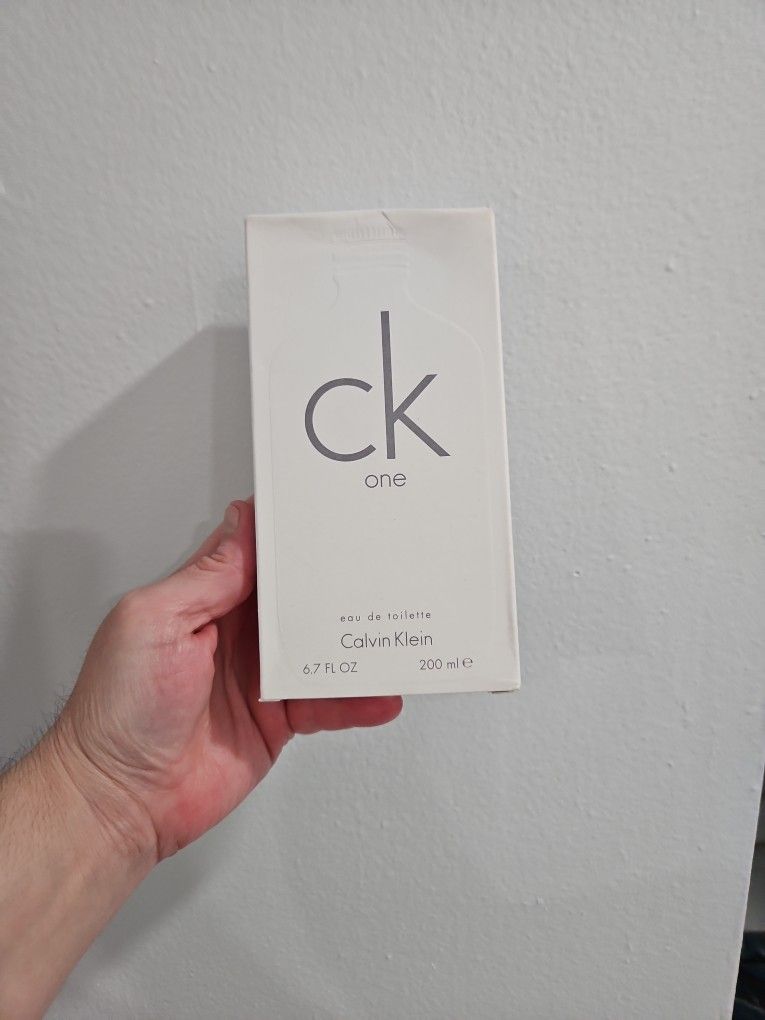 ck
one
eau de toilette
Calvin Klein
6.7 FL OZ 200 ml ℮